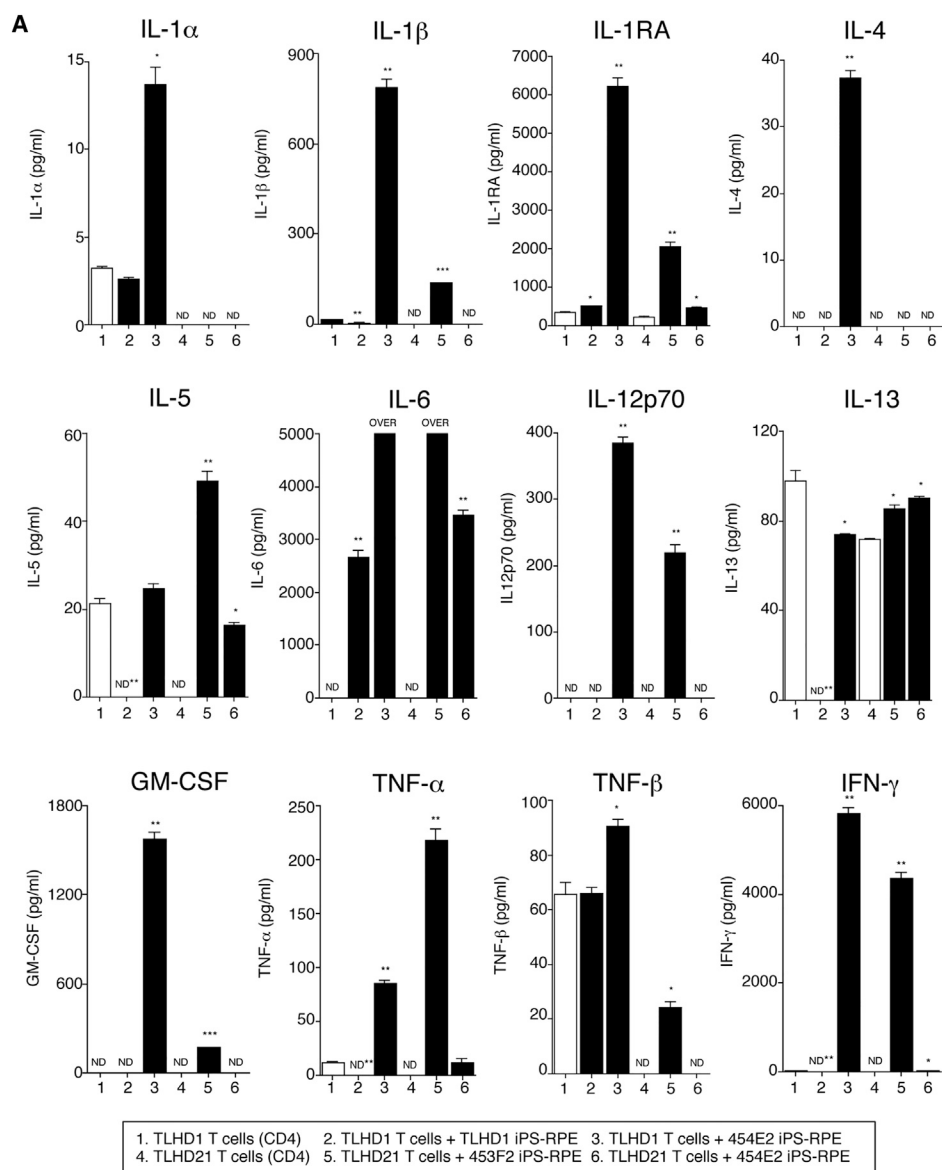 A
IL-1α
IL-1α (pg/ml)
15
12
9
6
3
0
*
ND ND ND
1 2 3 4 5 6
IL-1β
IL-1β (pg/ml)
900
600
300
0
**
**
ND
***
ND
1 2 3 4 5 6
IL-1RA
IL-1RA (pg/ml)
7000
6000
5000
4000
3000
2000
1000
0
*
**
**
*
1 2 3 4 5 6
IL-4
IL-4 (pg/ml)
40
30
20
10
0
ND ND
**
ND ND ND
1 2 3 4 5 6
IL-5
IL-5 (pg/ml)
60
40
20
0
ND**
ND
**
*
1 2 3 4 5 6
IL-6
IL-6 (pg/ml)
5000
4000
3000
2000
1000
0
ND
**
OVER
ND
OVER
**
1 2 3 4 5 6
IL-12p70
IL12p70 (pg/ml)
400
300
200
100
0
ND ND
**
ND
**
ND
1 2 3 4 5 6
IL-13
IL-13 (pg/ml)
120
80
40
0
ND**
*
*
*
1 2 3 4 5 6
GM-CSF
GM-CSF (pg/ml)
1800
1200
600
0
ND ND
**
ND
***
ND
1 2 3 4 5 6
TNF-α
TNF-α (pg/ml)
250
200
150
100
50
0
ND**
**
ND
**
1 2 3 4 5 6
TNF-β
TNF-β (pg/ml)
100
80
60
40
20
0
*
ND
*
ND
1 2 3 4 5 6
IFN-γ
IFN-γ (pg/ml)
6000
4000
2000
0
ND**
**
ND
**
*
1 2 3 4 5 6
1. TLHD1 T cells (CD4) 2. TLHD1 T cells + TLHD1 iPS-RPE 3. TLHD1 T cells + 454E2 iPS-RPE
4. TLHD21 T cells (CD4) 5. TLHD21 T cells + 453F2 iPS-RPE 6. TLHD21 T cells + 454E2 iPS-RPE